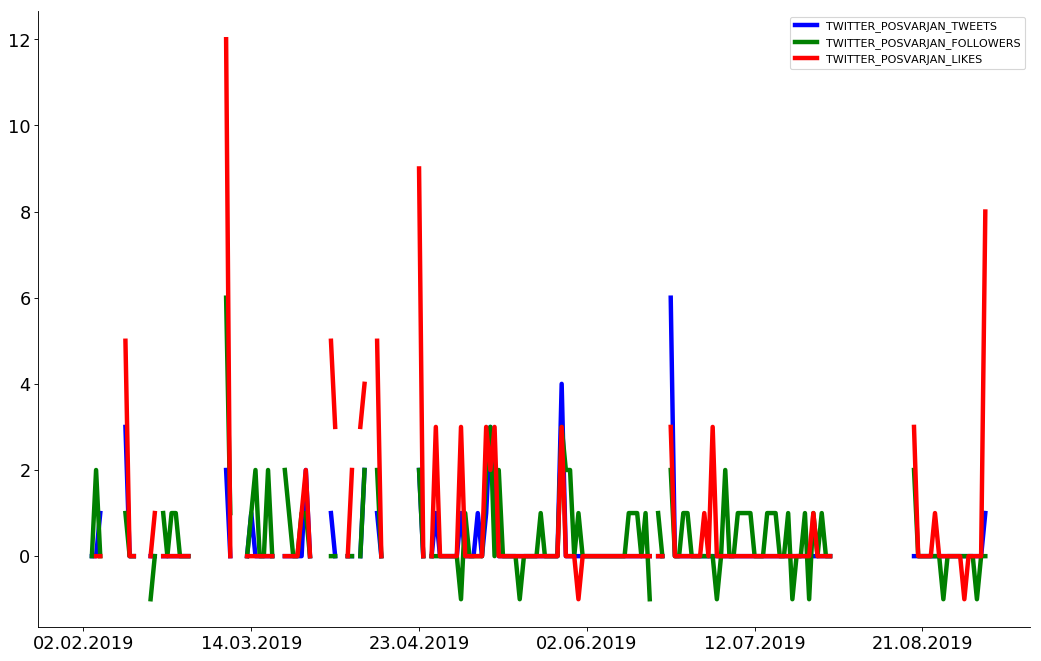 TWITTER_POSVARJAN_TWEETS
TWITTER_POSVARJAN_FOLLOWERS
TWITTER_POSVARJAN_LIKES
12
10
8
6
4
2
0
02.02.2019 14.03.2019 23.04.2019 02.06.2019 12.07.2019 21.08.2019